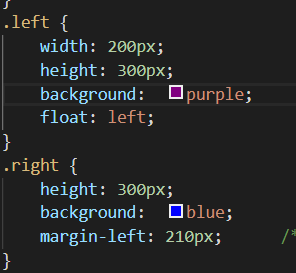 }
.left {
width: 200px;
height: 300px;
background: purple;
float: left;
}
.right {
height: 300px;
background: blue;
margin-left: 210px; /*
}